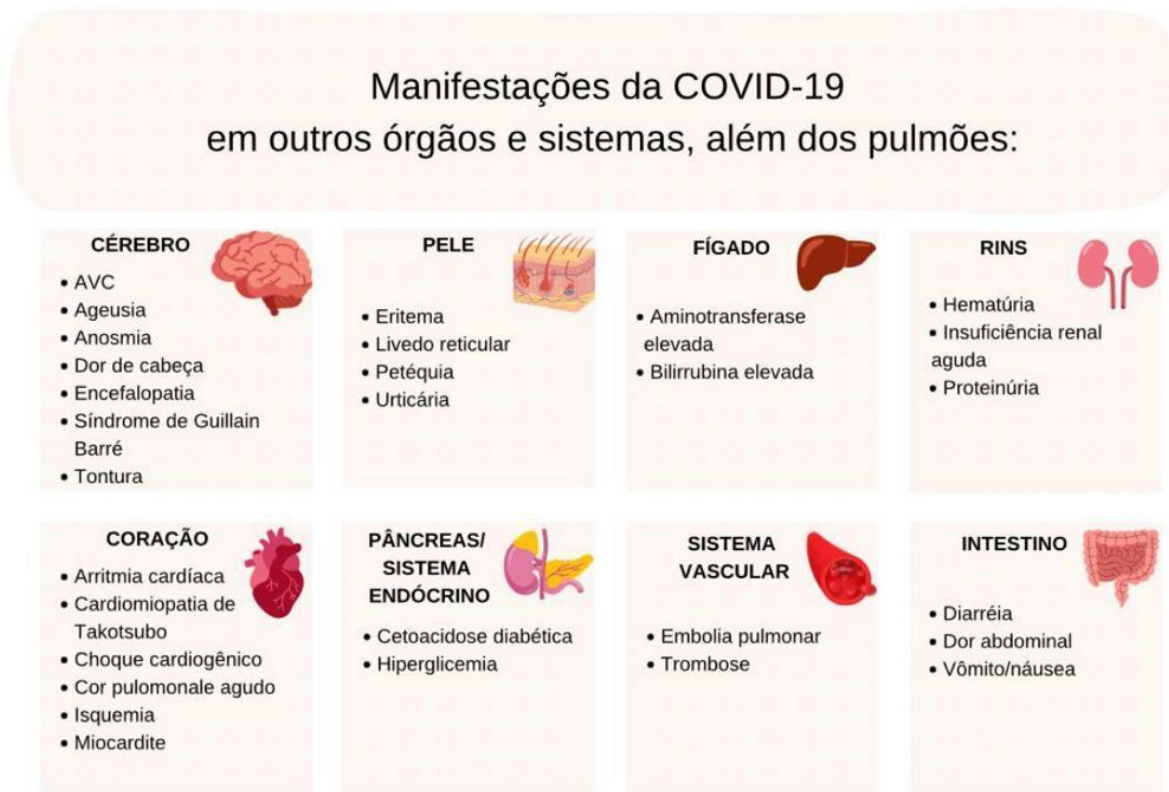 Manifestações da COVID-19
em outros órgãos e sistemas, além dos pulmões:
CÉREBRO
• AVC
• Ageusia
• Anosmia
• Dor de cabeça
• Encefalopatia
• Síndrome de Guillain
Barré
• Tontura
PELE
• Eritema
• Livedo reticular
• Petéquia
• Urticária
FÍGADO
• Aminotransferase
elevada
• Bilirrubina elevada
RINS
• Hematúria
• Insuficiência renal
aguda
• Proteinúria
CORAÇÃO
• Arritmia cardíaca
• Cardiomiopatia de
Takotsubo
• Choque cardiogênico
• Cor pulomonale agudo
• Isquemia
• Miocardite
PÂNCREAS/
SISTEMA
ENDÓCRINO
• Cetoacidose diabética
• Hiperglicemia
SISTEMA
VASCULAR
• Embolia pulmonar
• Trombose
INTESTINO
• Diarréia
• Dor abdominal
• Vômito/náusea